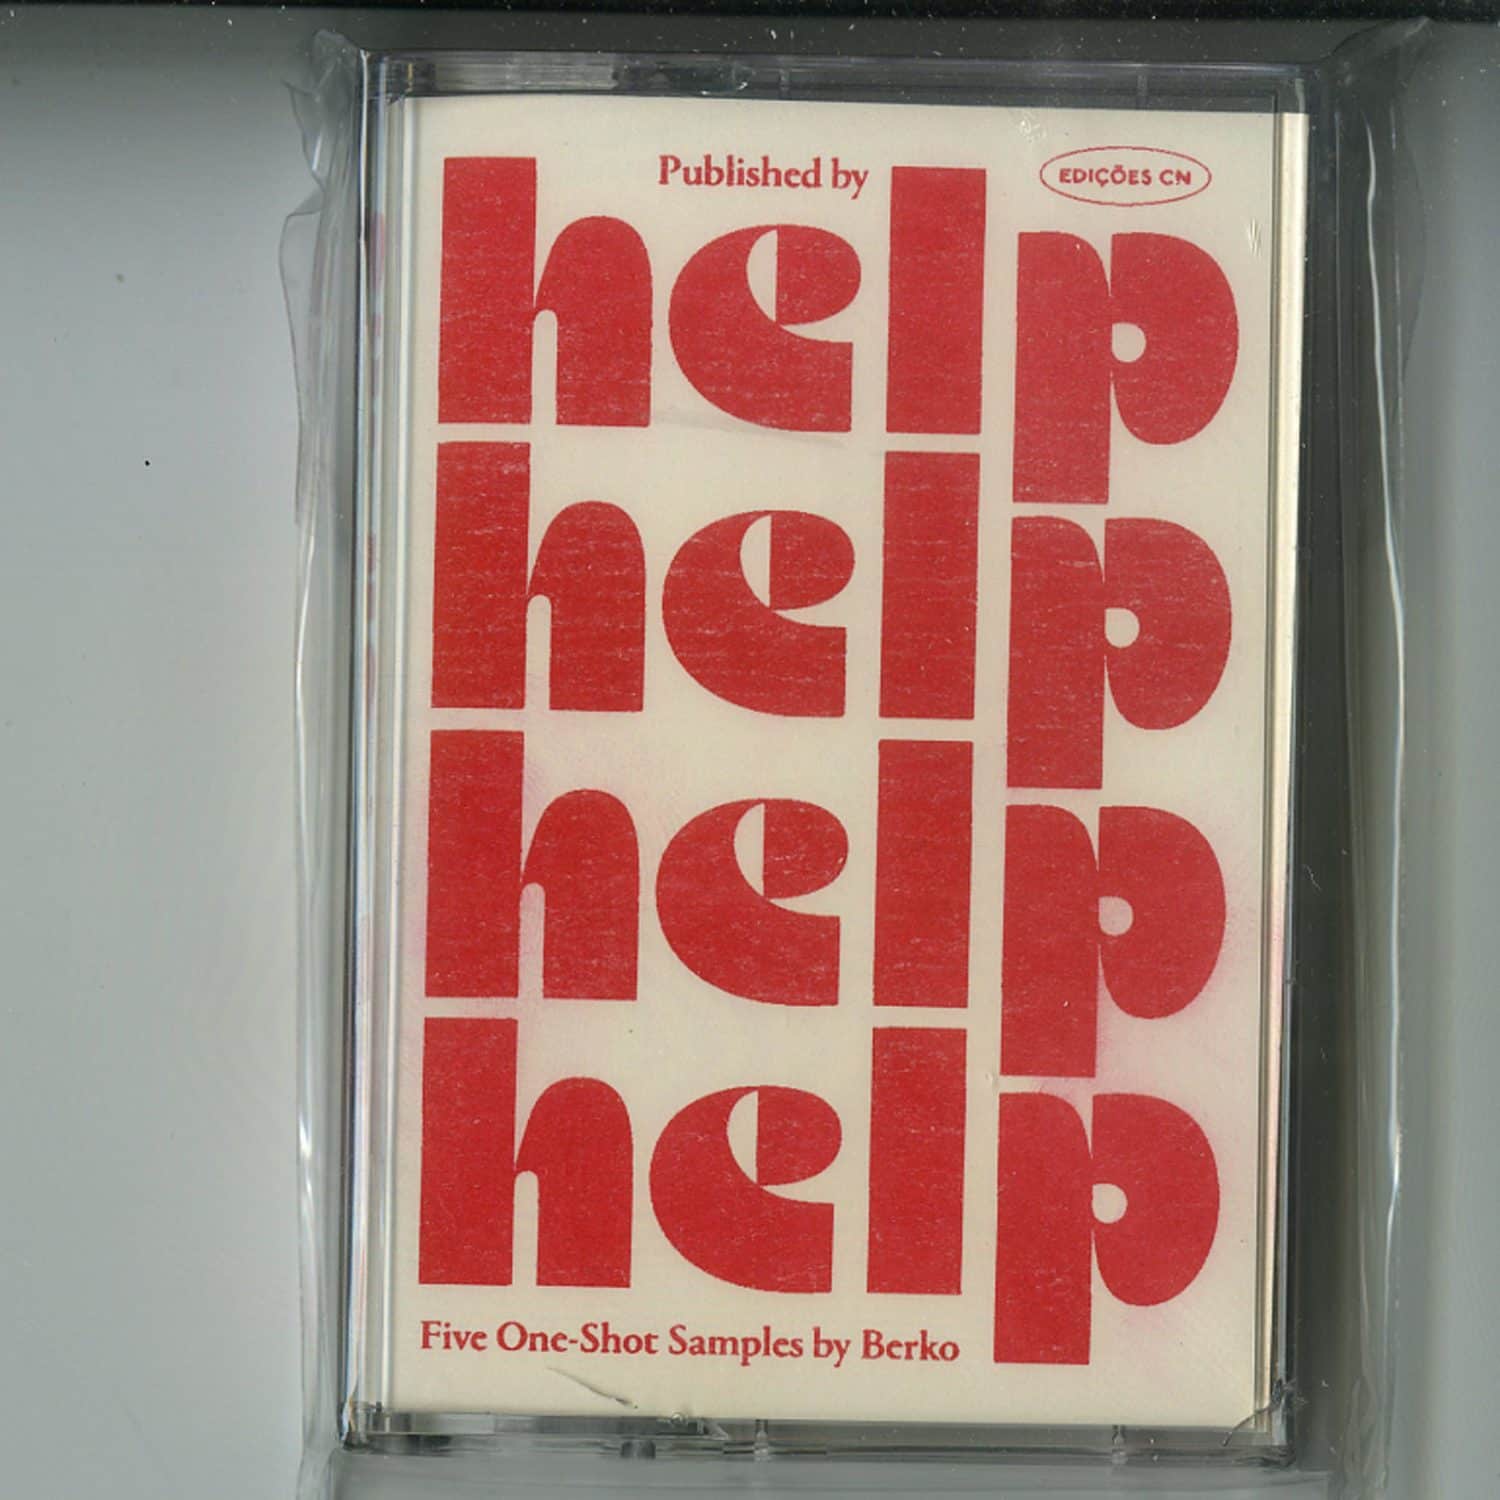 Published by
EDIÇÕES CN
help
help
help
help
Five One-Shot Samples by Berko